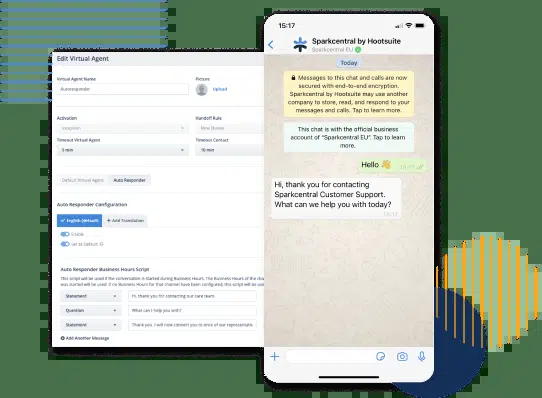 Edit Virtual Agent
Virtual Agent Name
Picture
Autoresponder
Upload
Activation
Handoff Rule
Inception
New Queue
Timeout Virtual Agent
Timeout Contact
5 min
10 min
Default Virtual Agent
Auto Responder
Auto Responder Configuration
English (default)
+ Add Translation
Enable
Set as Default
Auto Responder Business Hours Script
This script will be used if the conversation is started during Business Hours. The Business Hours of the cha
was started will be used. If no Business Hours for that channel have been configured, this script will be use
Statement
Hi, thank you for contacting our care team.
Question
What can I help you with?
Statement
Thank you. I will now connect you to once of our representativ
Add Another Message
15:17
Sparkcentral by Hootsuite
Sparkcentral EU
Today
Messages to this chat and calls are now
secured with end-to-end encryption.
Sparkcentral by Hootsuite may use another
company to store, read, and respond to your
messages and calls. Tap to learn more.
This chat is with the official business
account of "Sparkcentral EU". Tap to learn
more.
Hello 👋
15:17
Hi, thank you for contacting
Sparkcentral Customer Support.
What can we help you with today?
15:17